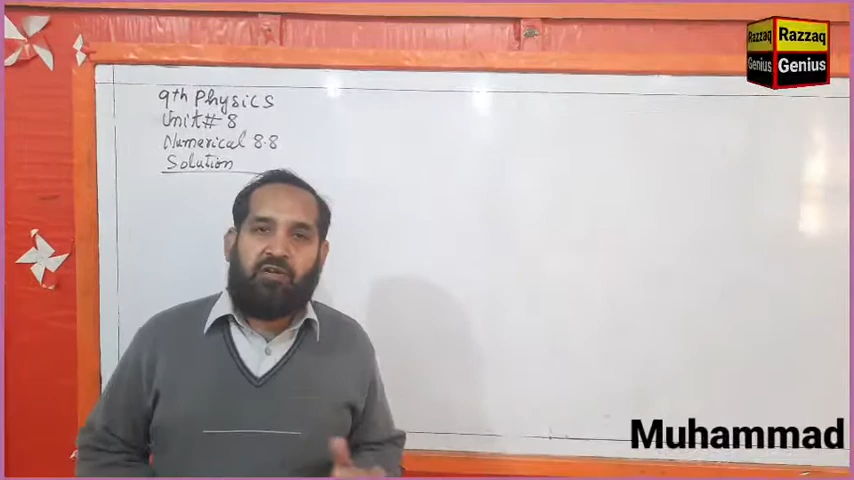 9th Physics
Unit # 8
Numerical 8.8
Solution
Razzaq
Razzaq
Genius
Genius
Muhammad